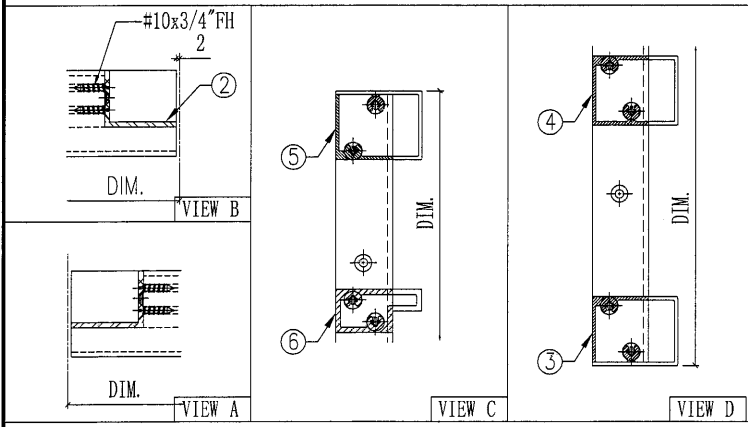 #10x3/4"FH
2
②
DIM.
VIEW B
DIM.
VIEW A
⑤
DIM.
⑥
VIEW C
④
DIM.
③
VIEW D